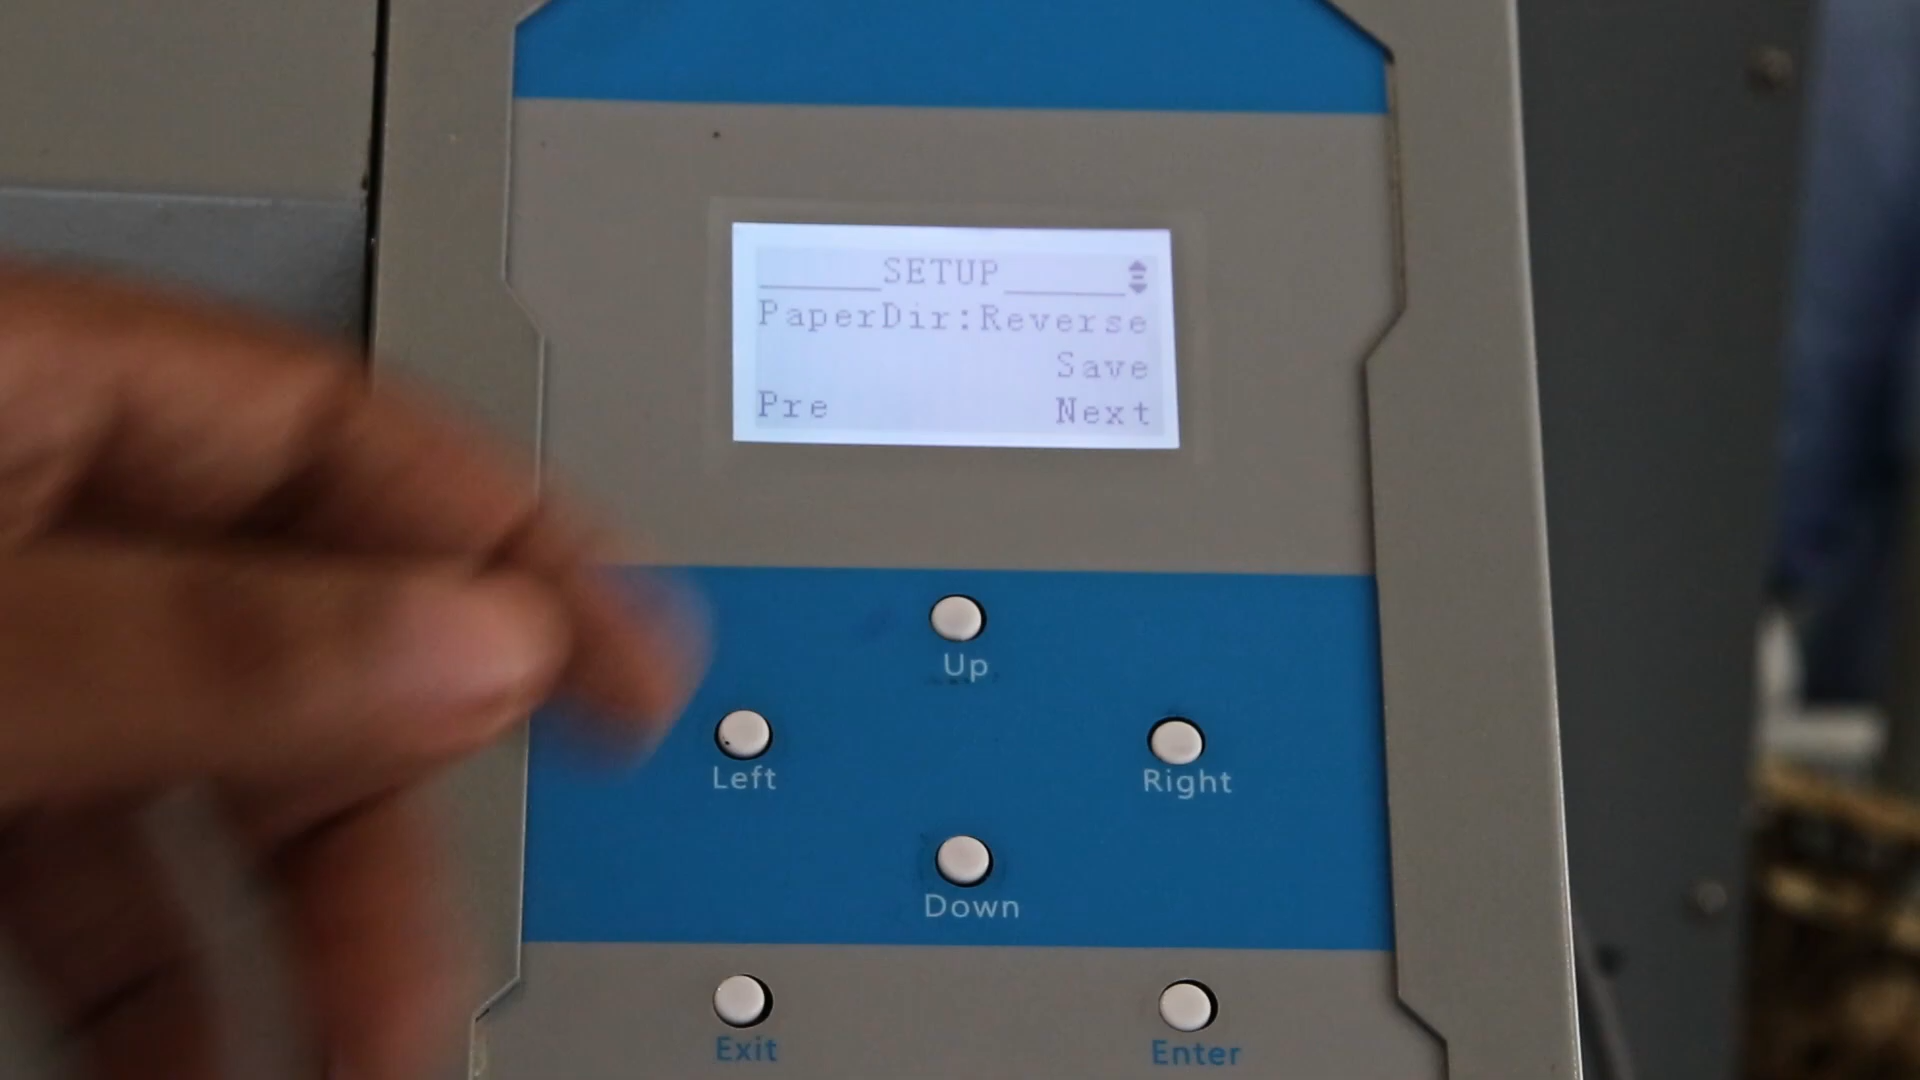 SETUP
PaperDir:Reverse
Save
Pre Next
Up
Left Right
Down
Exit Enter